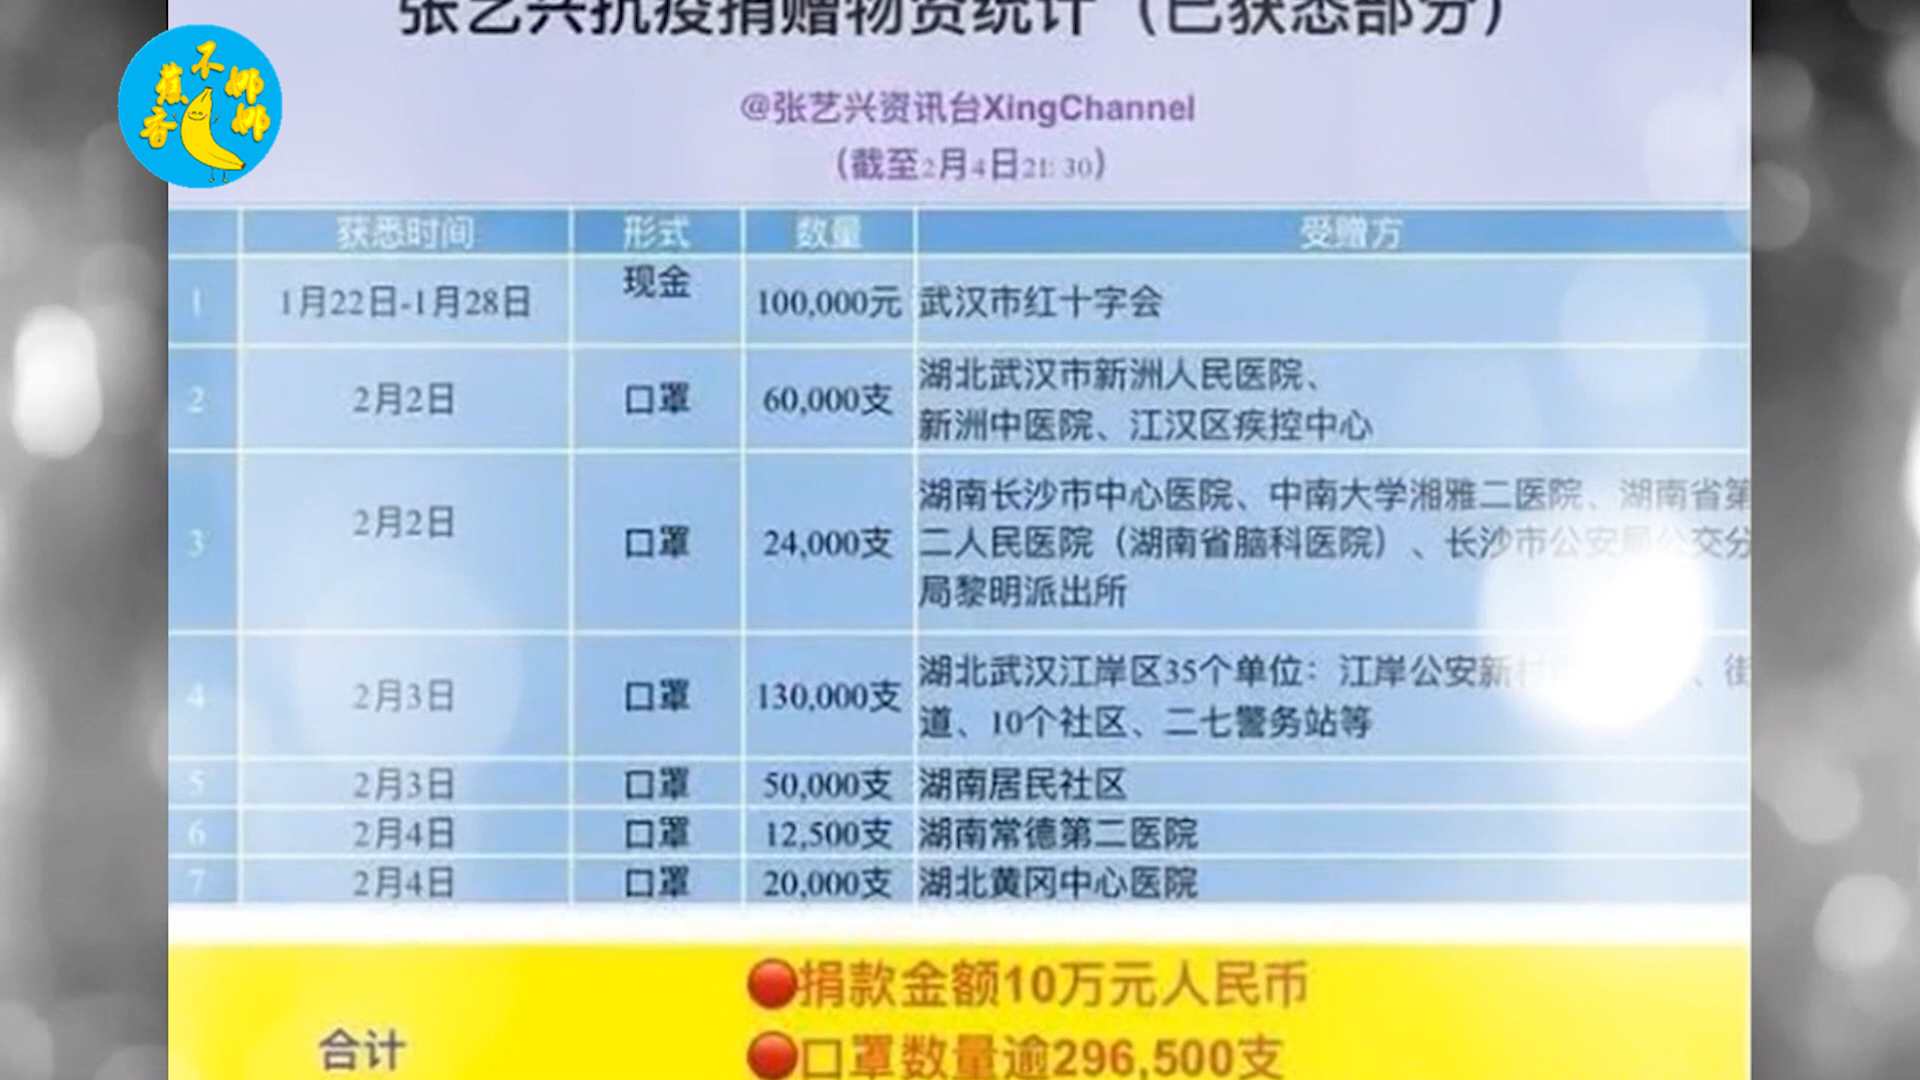 张艺兴抗疫捐赠物资统计（已获悉部分）
不
蕉 娜
香 娜
@张艺兴资讯台XingChannel
(截至2月4日21:30)
获悉时间 形式 数量 受赠方
1 1月22日-1月28日 现金 100,000元 武汉市红十字会
2 2月2日 口罩 60,000支 湖北武汉市新洲人民医院、
新洲中医院、江汉区疾控中心
3 2月2日 口罩 24,000支 湖南长沙市中心医院、中南大学湘雅二医院、湖南省第
二人民医院（湖南省脑科医院）、长沙市公安局公交分
局黎明派出所
4 2月3日 口罩 130,000支 湖北武汉江岸区35个单位：江岸公安新村 、街
道、10个社区、二七警务站等
5 2月3日 口罩 50,000支 湖南居民社区
6 2月4日 口罩 12,500支 湖南常德第二医院
7 2月4日 口罩 20,000支 湖北黄冈中心医院
合计
捐款金额10万元人民币
口罩数量逾296,500支